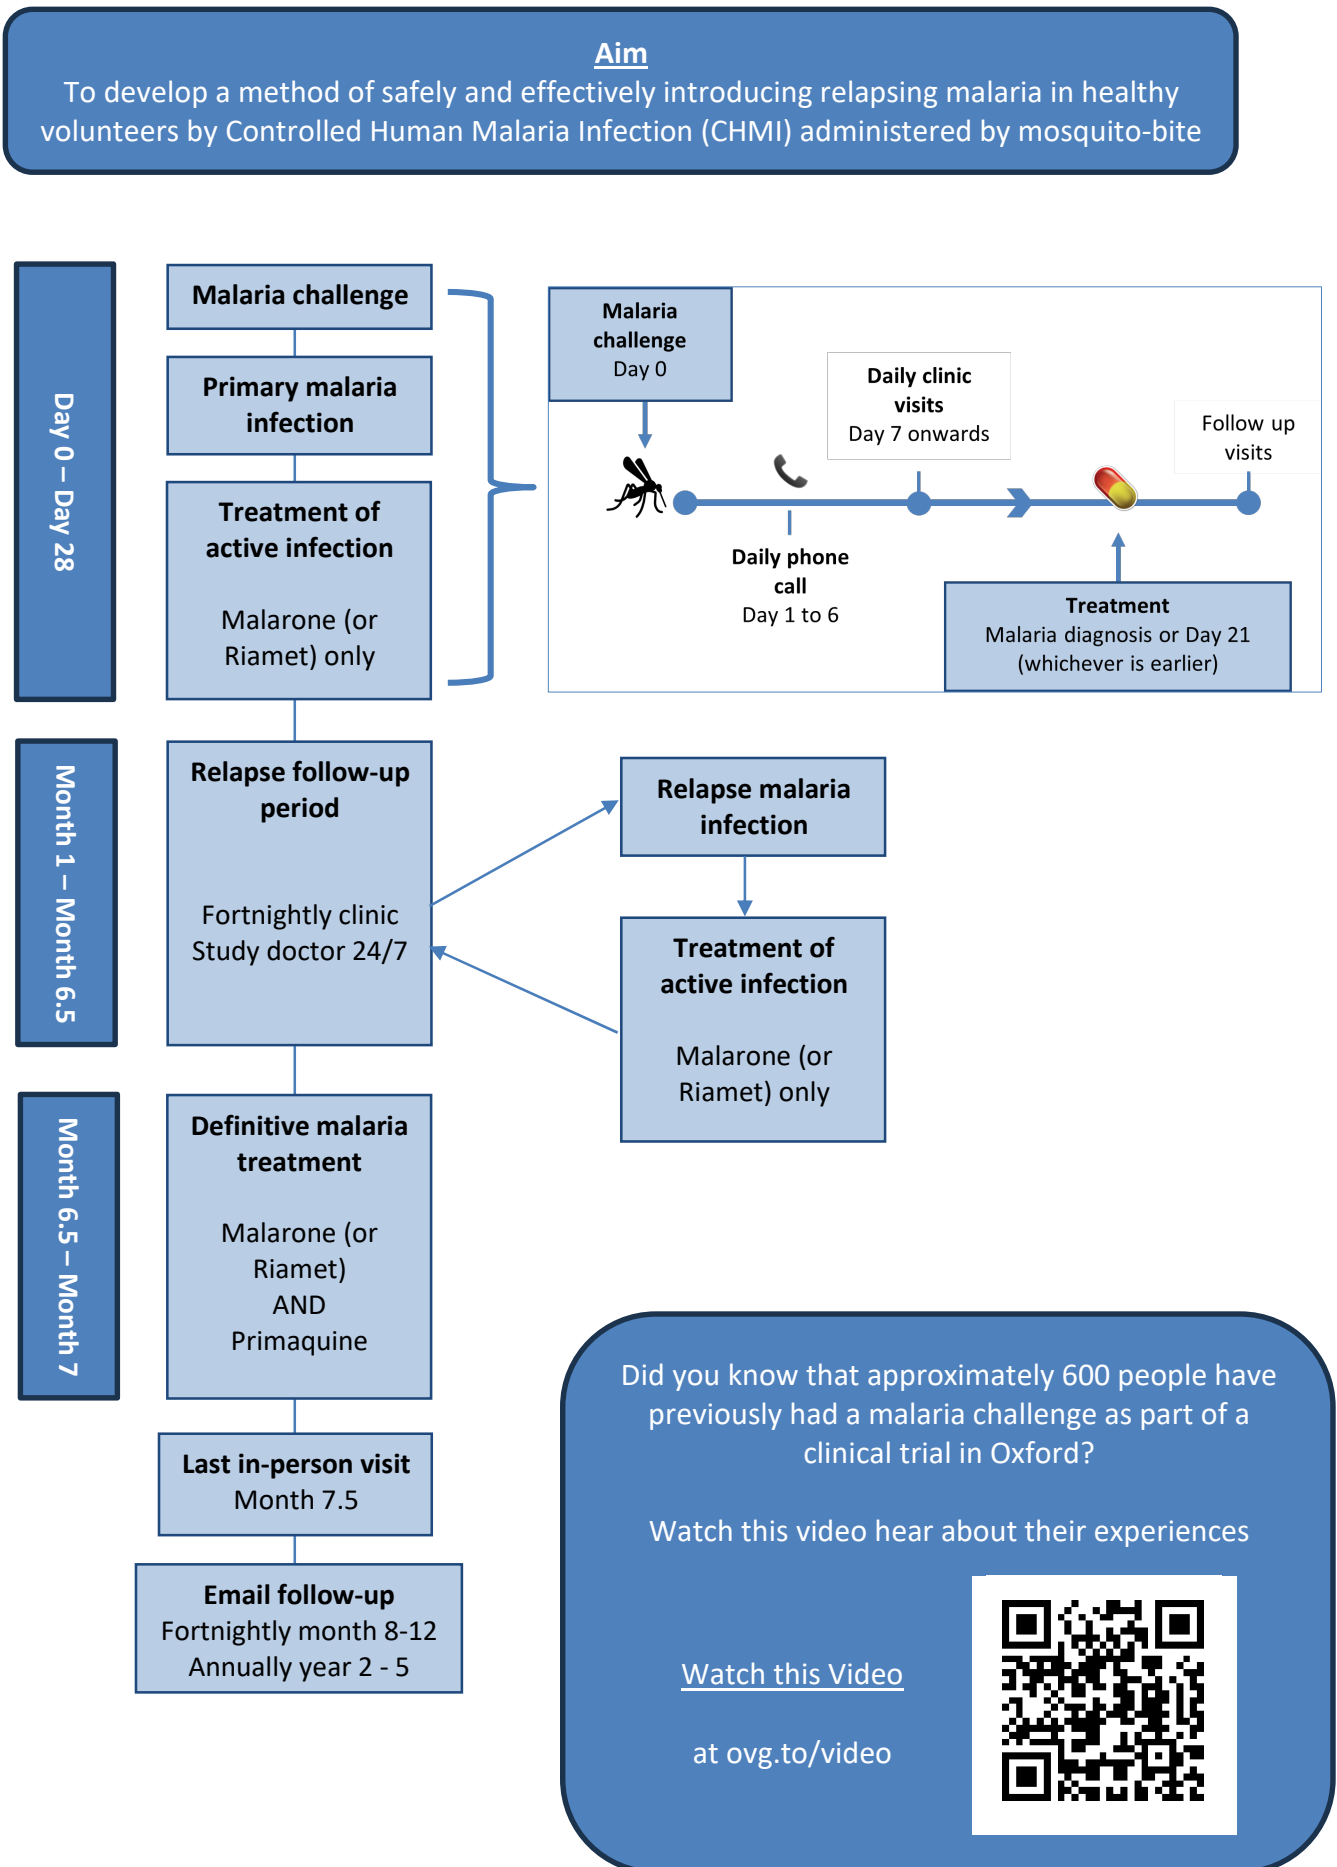 Aim
To develop a method of safely and effectively introducing relapsing malaria in healthy
volunteers by Controlled Human Malaria Infection (CHMI) administered by mosquito-bite
Day 0 – Day 28
Malaria challenge
Primary malaria
infection
Treatment of
active infection
Malarone (or
Riamet) only
Malaria
challenge
Day 0
Daily phone
call
Day 1 to 6
Daily clinic
visits
Day 7 onwards
Treatment
Malaria diagnosis or Day 21
(whichever is earlier)
Follow up
visits
Month 1 – Month 6.5
Relapse follow-up
period
Fortnightly clinic
Study doctor 24/7
Relapse malaria
infection
Treatment of
active infection
Malarone (or
Riamet) only
Month 6.5 – Month 7
Definitive malaria
treatment
Malarone (or
Riamet)
AND
Primaquine
Last in-person visit
Month 7.5
Email follow-up
Fortnightly month 8-12
Annually year 2 - 5
Did you know that approximately 600 people have
previously had a malaria challenge as part of a
clinical trial in Oxford?
Watch this video hear about their experiences
Watch this Video
at ovg.to/video